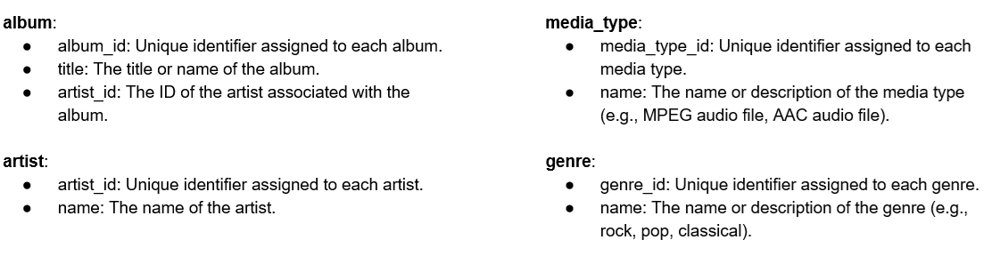 album:
● album_id: Unique identifier assigned to each album.
● title: The title or name of the album.
● artist_id: The ID of the artist associated with the
album.
artist:
● artist_id: Unique identifier assigned to each artist.
● name: The name of the artist.
media_type:
● media_type_id: Unique identifier assigned to each
media type.
● name: The name or description of the media type
(e.g., MPEG audio file, AAC audio file).
genre:
● genre_id: Unique identifier assigned to each genre.
● name: The name or description of the genre (e.g.,
rock, pop, classical).